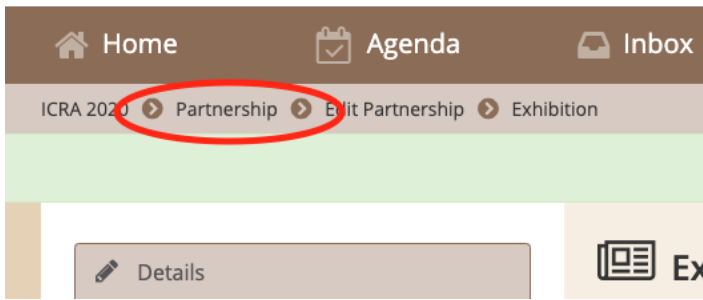 Home Agenda Inbox
ICRA 2020 Partnership Edit Partnership Exhibition
Details